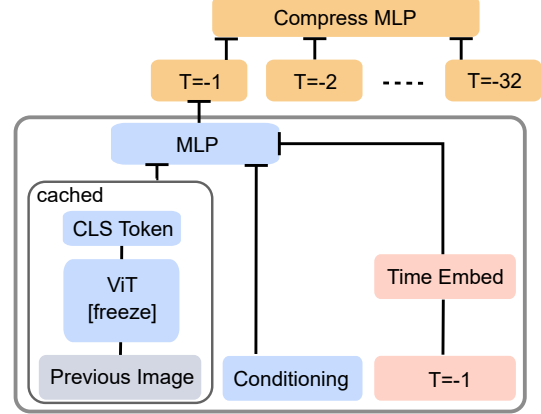 Compress MLP
T=-1
T=-2
T=-32
MLP
cached
CLS Token
ViT
[freeze]
Time Embed
Previous Image
Conditioning
T=-1